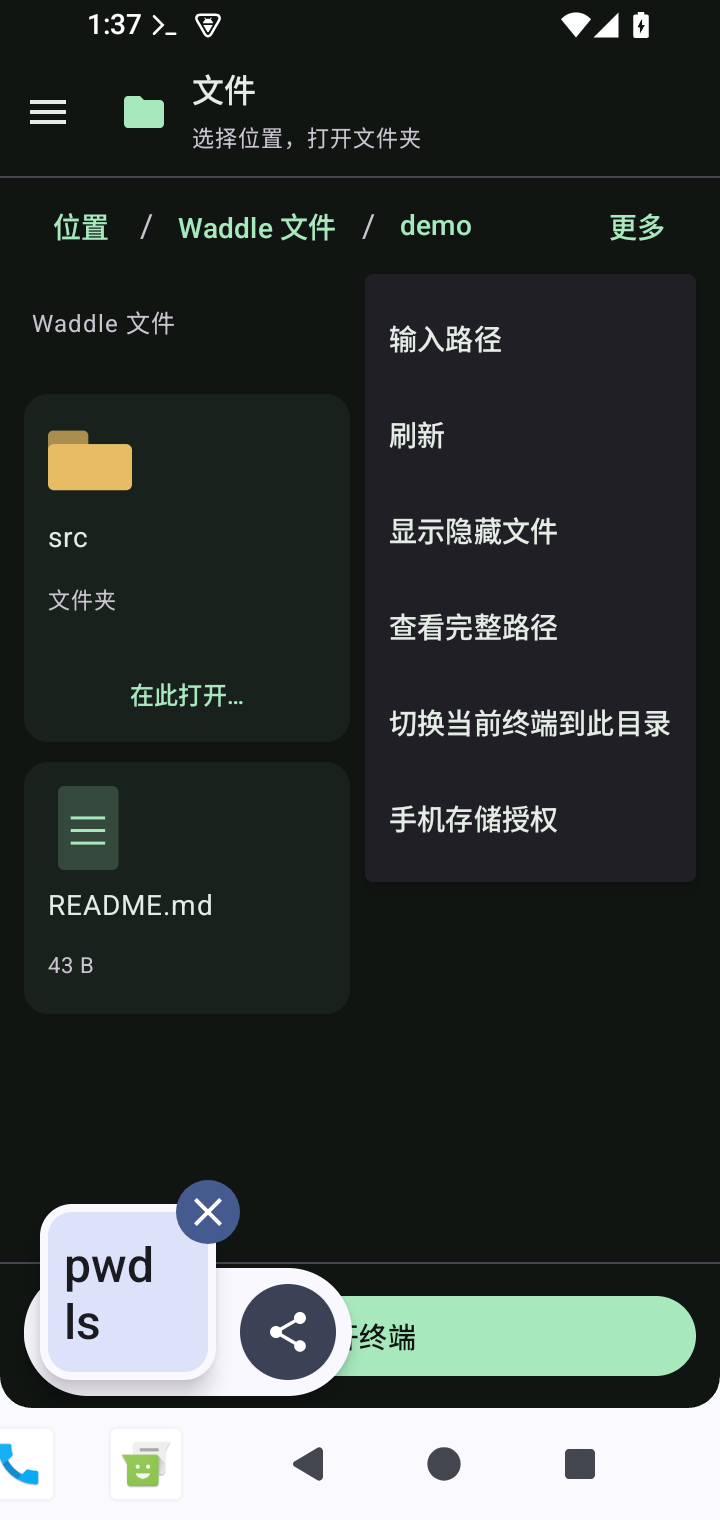 1:37
文件
选择位置，打开文件夹
位置 / Waddle 文件 / demo 更多
Waddle 文件
输入路径
刷新
显示隐藏文件
查看完整路径
切换当前终端到此目录
手机存储授权
src
文件夹
在此打开…
README.md
43 B
pwd
ls
终端